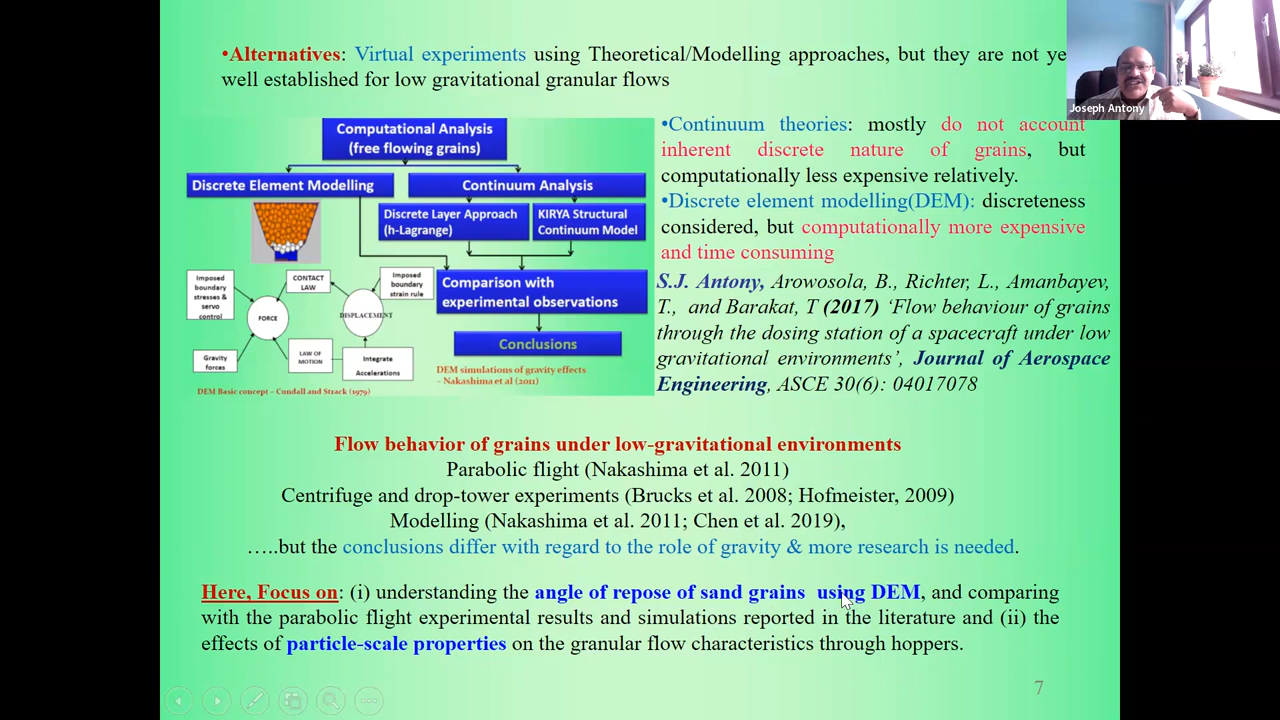 •Alternatives: Virtual experiments using Theoretical/Modelling approaches, but they are not ye
well established for low gravitational granular flows
Joseph Antony
Computational Analysis
(free flowing grains)
Discrete Element Modelling
Continuum Analysis
Discrete Layer Approach
(h-Lagrange)
KIRYA Structural
Continuum Model
Imposed
boundary
stresses &
servo
control
CONTACT
LAW
Imposed
boundary
strain rule
FORCE
DISPLACEMENT
Gravity
forces
LAW OF
MOTION
Integrate
Accelerations
Comparison with
experimental observations
Conclusions
DEM simulations of gravity effects
– Nakashima et al (2011)
DEM Basic concept – Cundall and Strack (1979)
•Continuum theories: mostly do not account
inherent discrete nature of grains, but
computationally less expensive relatively.
•Discrete element modelling(DEM): discreteness
considered, but computationally more expensive
and time consuming
S.J. Antony, Arowosola, B., Richter, L., Amanbayev,
T., and Barakat, T (2017) ‘Flow behaviour of grains
through the dosing station of a spacecraft under low
gravitational environments’, Journal of Aerospace
Engineering, ASCE 30(6): 04017078
Flow behavior of grains under low-gravitational environments
Parabolic flight (Nakashima et al. 2011)
Centrifuge and drop-tower experiments (Brucks et al. 2008; Hofmeister, 2009)
Modelling (Nakashima et al. 2011; Chen et al. 2019),
…..but the conclusions differ with regard to the role of gravity & more research is needed.
Here, Focus on: (i) understanding the angle of repose of sand grains using DEM, and comparing
with the parabolic flight experimental results and simulations reported in the literature and (ii) the
effects of particle-scale properties on the granular flow characteristics through hoppers.
7